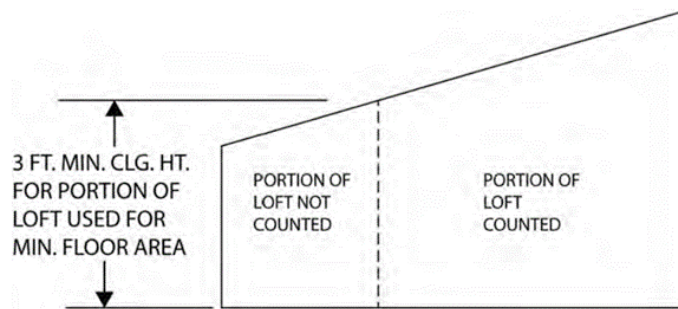 3 FT. MIN. CLG. HT.
FOR PORTION OF
LOFT USED FOR
MIN. FLOOR AREA
PORTION OF
LOFT NOT
COUNTED
PORTION OF
LOFT
COUNTED